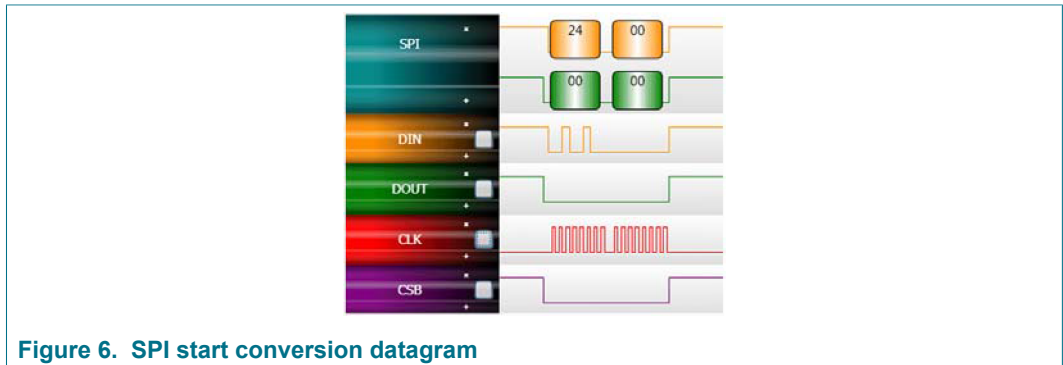 SPI
24 00
00 00
DIN
DOUT
CLK
CSB
Figure 6. SPI start conversion datagram